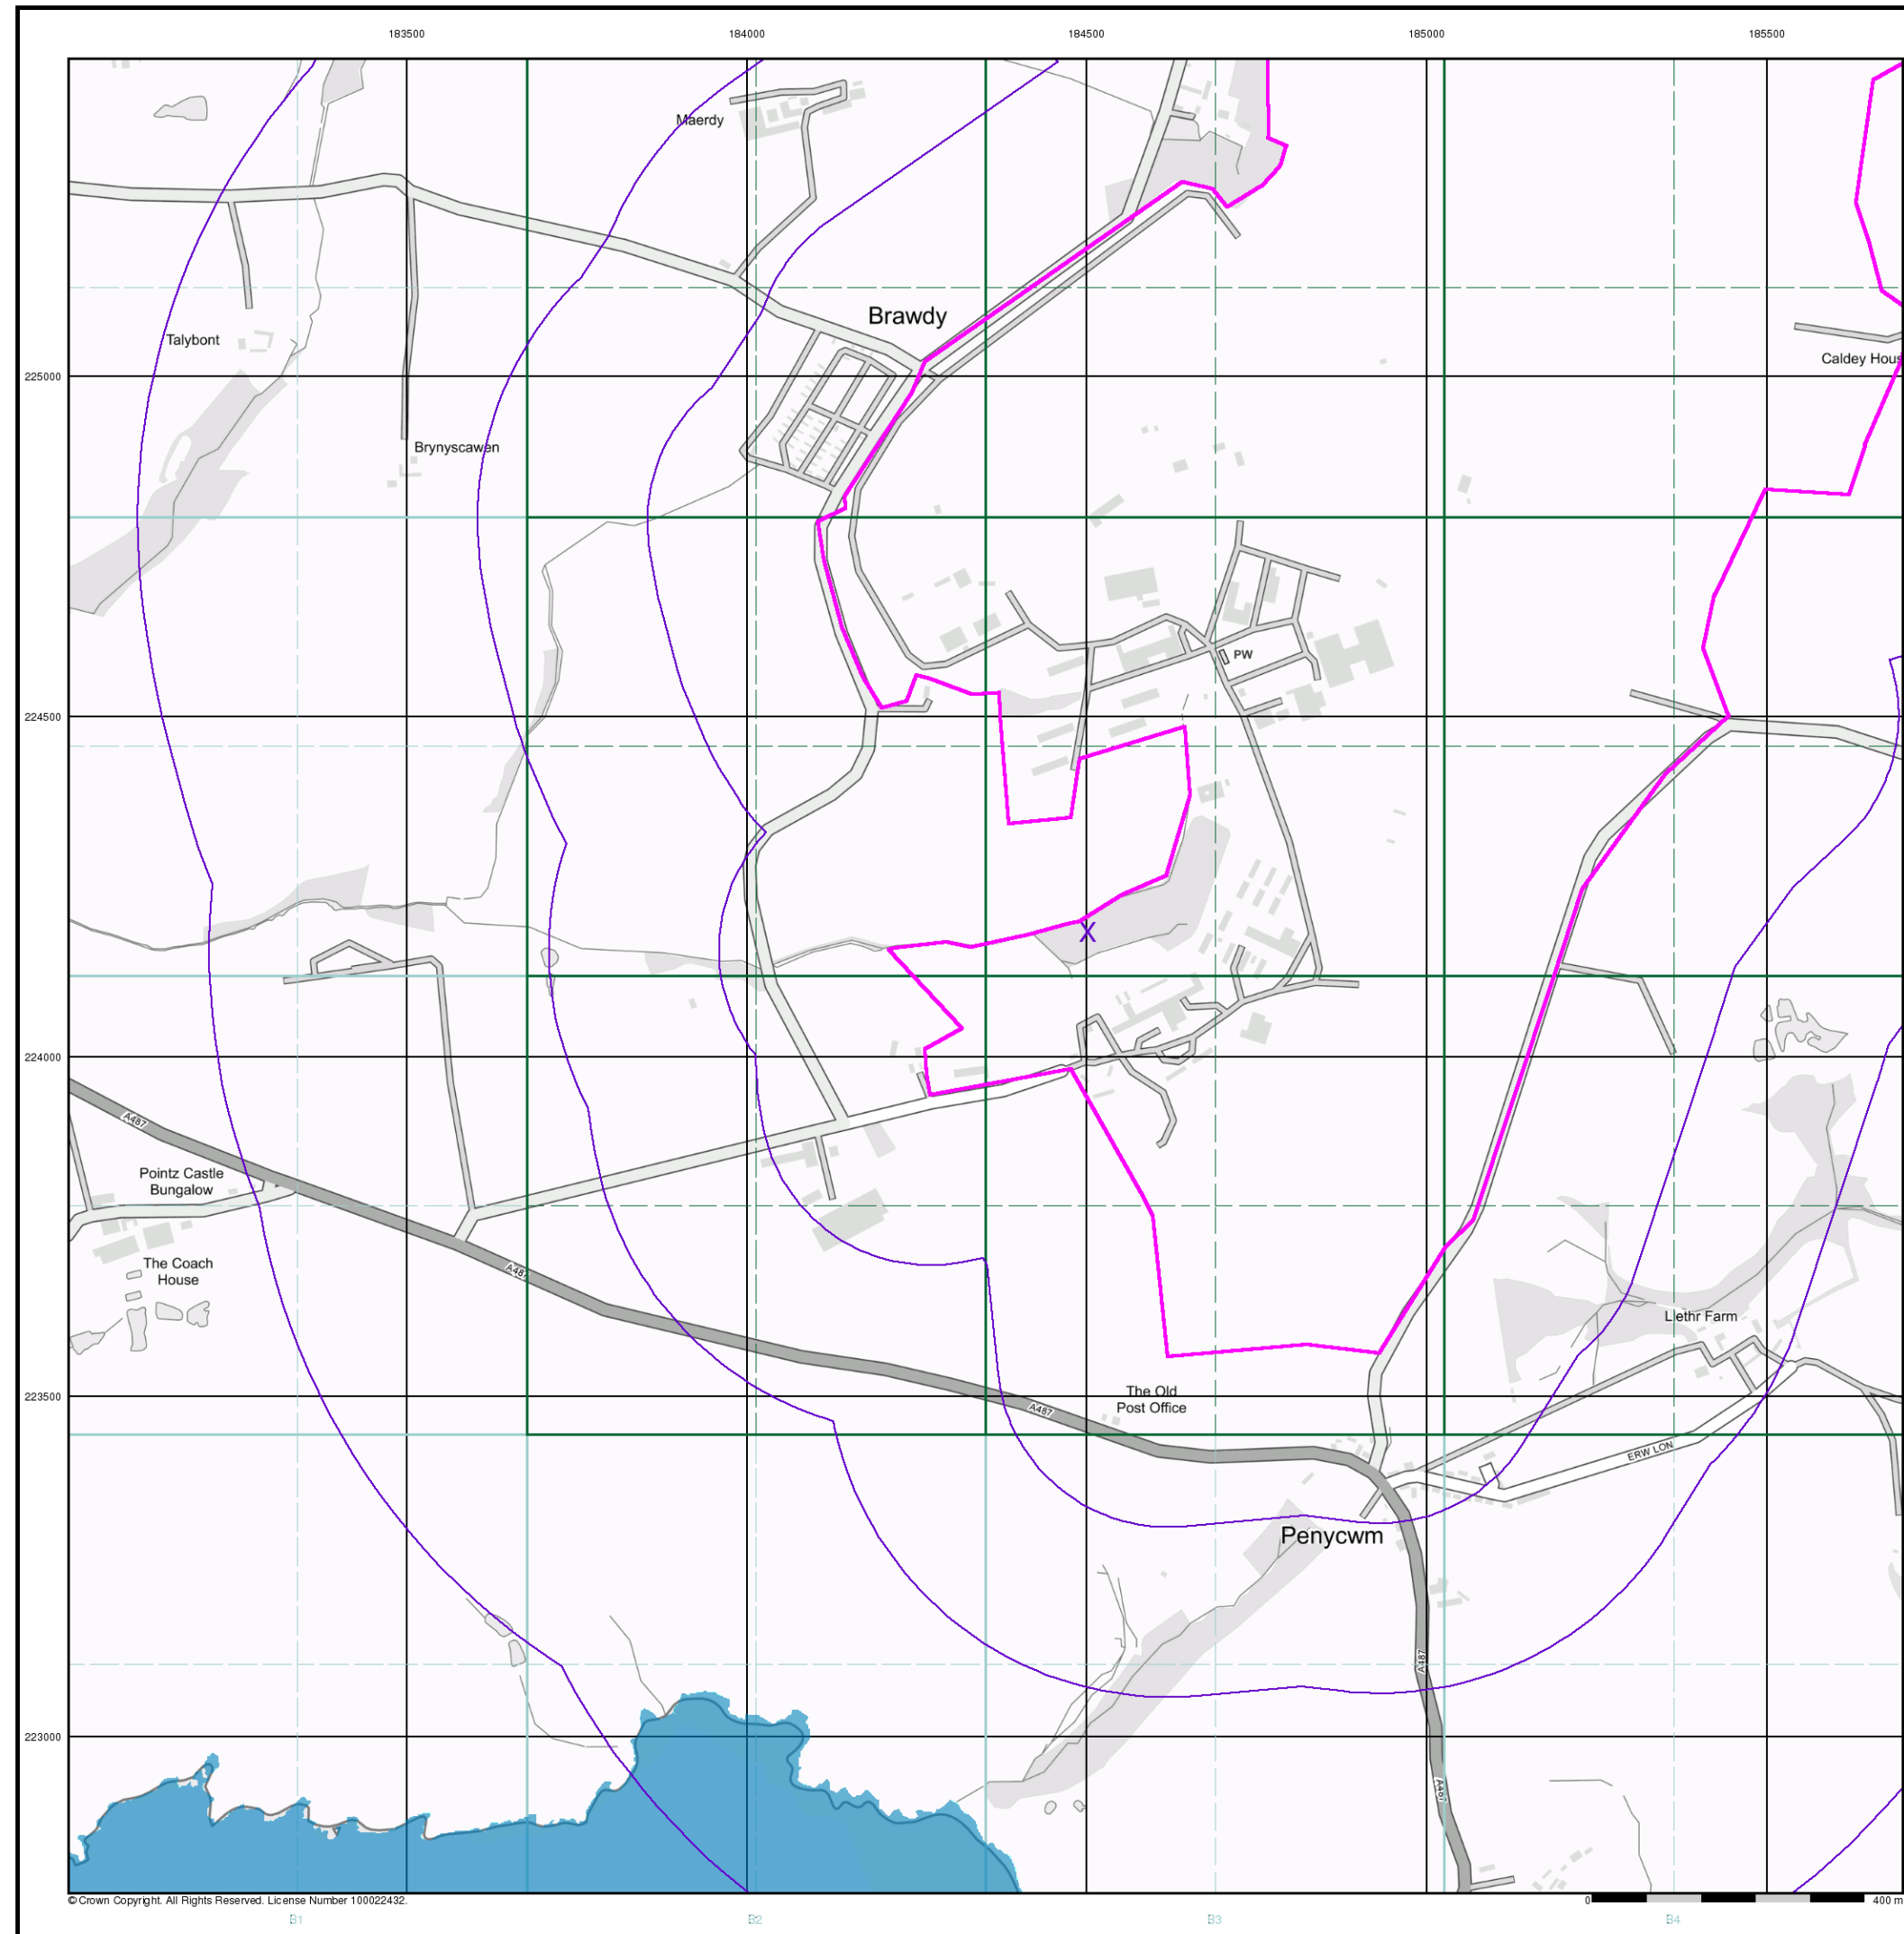 183500 184000 184500 185000 185500
Maerdy
Brawdy
Talybont
Caldey
225000
Brynyscawen
PW
224500
X
224000
A487
Pointz Castle
Bungalow
The Coach
House
A487
Llethr Farm
The Old
Post Office
223500
A487
ERW LON
Penycwm
A487
223000
A487
© Crown Copyright. All Rights Reserved. License Number 100022432.
0 400 m
B1 B2 B3 B4